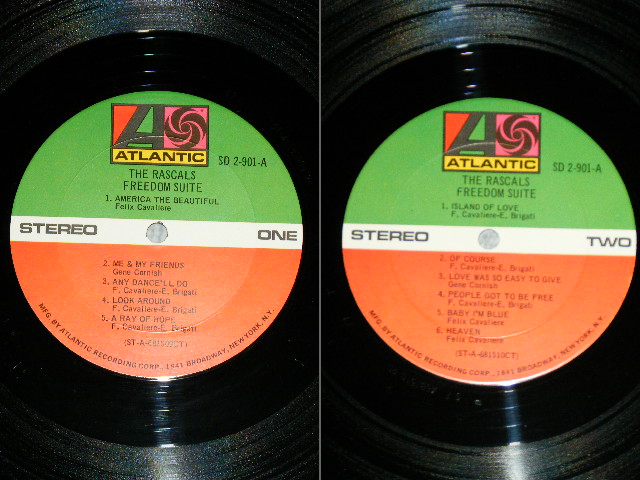 ATLANTIC
SD 2-901-A
THE RASCALS
FREEDOM SUITE
1. AMERICA THE BEAUTIFUL
Felix Cavaliere
STEREO
ONE
2. ME & MY FRIENDS
Gene Cornish
3. ANY DANCE'LL DO
F. Cavaliere-E. Brigati
4. LOOK AROUND
F. Cavaliere-E. Brigati
5. A RAY OF HOPE
F. Cavaliere-E. Brigati
(ST-A-681509CT)
MFG. BY ATLANTIC RECORDING CORP., 1841 BROADWAY, NEW YORK, N.Y.
ATLANTIC
SD 2-901-A
THE RASCALS
FREEDOM SUITE
1. ISLAND OF LOVE
F. Cavaliere-E. Brigati
STEREO
TWO
2. OF COURSE
F. Cavaliere-E. Brigati
3. LOVE WAS SO EASY TO GIVE
Gene Cornish
4. PEOPLE GOT TO BE FREE
F. Cavaliere-E. Brigati
5. BABY I'M BLUE
Felix Cavaliere
6. HEAVEN
Felix Cavaliere
(ST-A-681510CT)
MFG. BY ATLANTIC RECORDING CORP., 1841 BROADWAY, NEW YORK, N.Y.